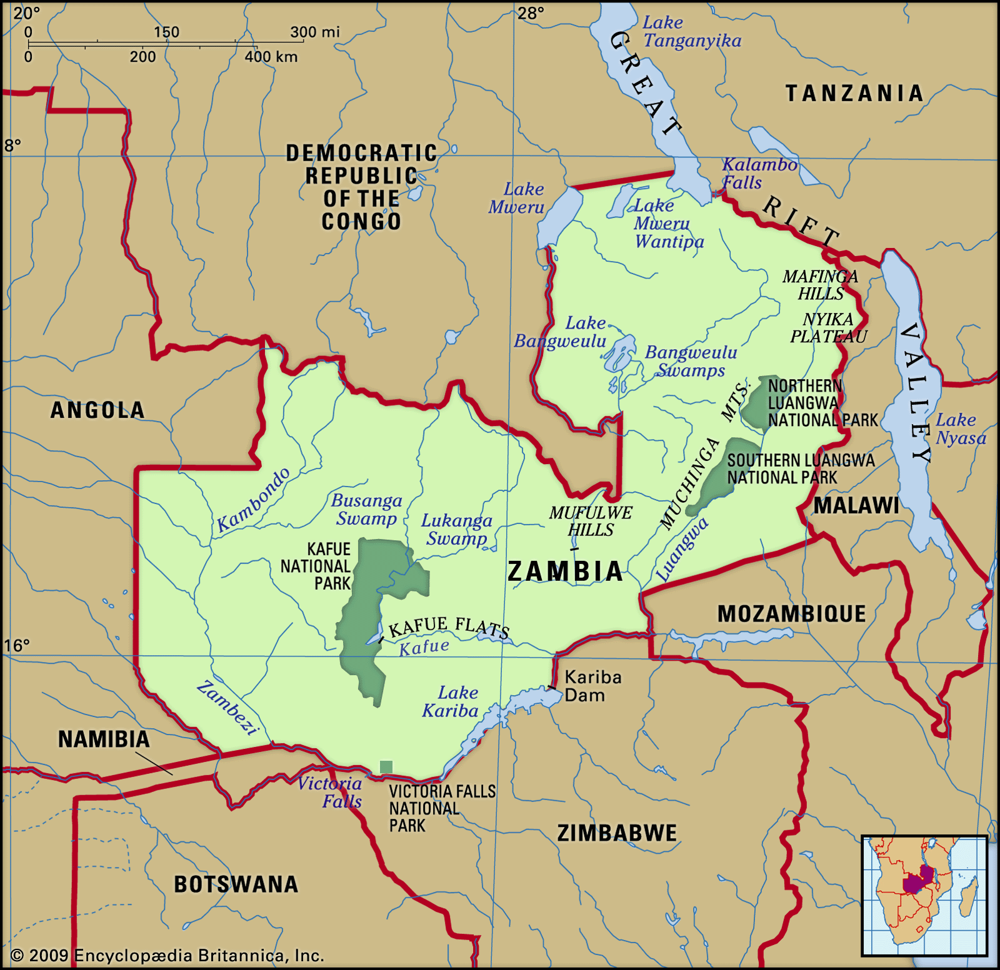 20°
28°
0 150 300 mi
0 200 400 km
Lake
Tanganyika
GREAT
TANZANIA
8°
DEMOCRATIC
REPUBLIC
OF THE
CONGO
Kalambo
Falls
Lake
Mweru
Lake
Mweru
Wantipa
RIFT
MAFINGA
HILLS
NYIKA
PLATEAU
VALLEY
Lake
Bangweulu
Bangweulu
Swamps
NORTHERN
LUANGWA
NATIONAL PARK
ANGOLA
MUCHINGA MTS.
Lake
Nyasa
SOUTHERN LUANGWA
NATIONAL PARK
Kambondo
Busanga
Swamp
Lukanga
Swamp
MUFULWE
HILLS
MALAWI
Luangwa
KAFUE
NATIONAL
PARK
ZAMBIA
MOZAMBIQUE
KAFUE FLATS
Kafue
16°
Kariba
Dam
Lake
Kariba
Zambezi
NAMIBIA
Victoria
Falls
VICTORIA FALLS
NATIONAL
PARK
ZIMBABWE
BOTSWANA
© 2009 Encyclopædia Britannica, Inc.